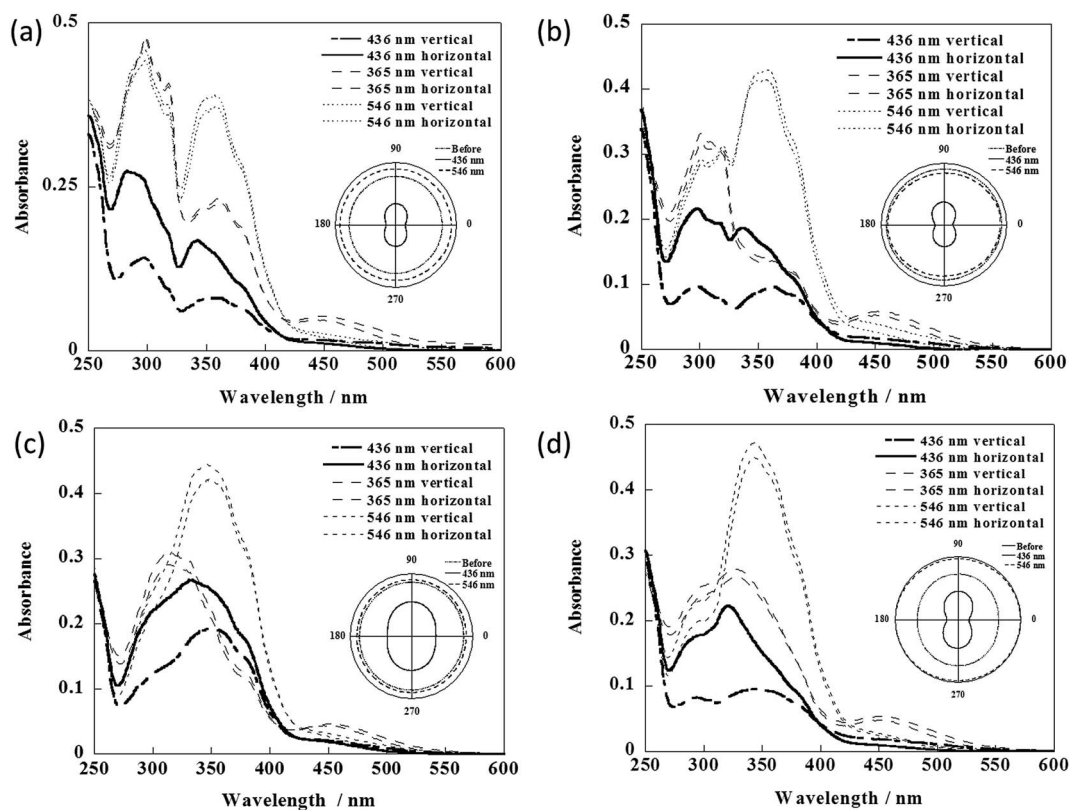 (a)
0.5
0.25
0
Absorbance
436 nm vertical
436 nm horizontal
365 nm vertical
365 nm horizontal
546 nm vertical
546 nm horizontal
Before
436 nm
546 nm
90
180
0
270
250 300 350 400 450 500 550 600
Wavelength / nm
(b)
0.5
0.4
0.3
0.2
0.1
0
Absorbance
436 nm vertical
436 nm horizontal
365 nm vertical
365 nm horizontal
546 nm vertical
546 nm horizontal
Before
436 nm
546 nm
90
180
0
270
250 300 350 400 450 500 550 600
Wavelength / nm
(c)
0.5
0.4
0.3
0.2
0.1
0
Absorbance
436 nm vertical
436 nm horizontal
365 nm vertical
365 nm horizontal
546 nm vertical
546 nm horizontal
Before
436 nm
546 nm
90
180
0
270
250 300 350 400 450 500 550 600
Wavelength / nm
(d)
0.5
0.4
0.3
0.2
0.1
0
Absorbance
436 nm vertical
436 nm horizontal
365 nm vertical
365 nm horizontal
546 nm vertical
546 nm horizontal
Before
436 nm
546 nm
90
180
0
270
250 300 350 400 450 500 550 600
Wavelength / nm